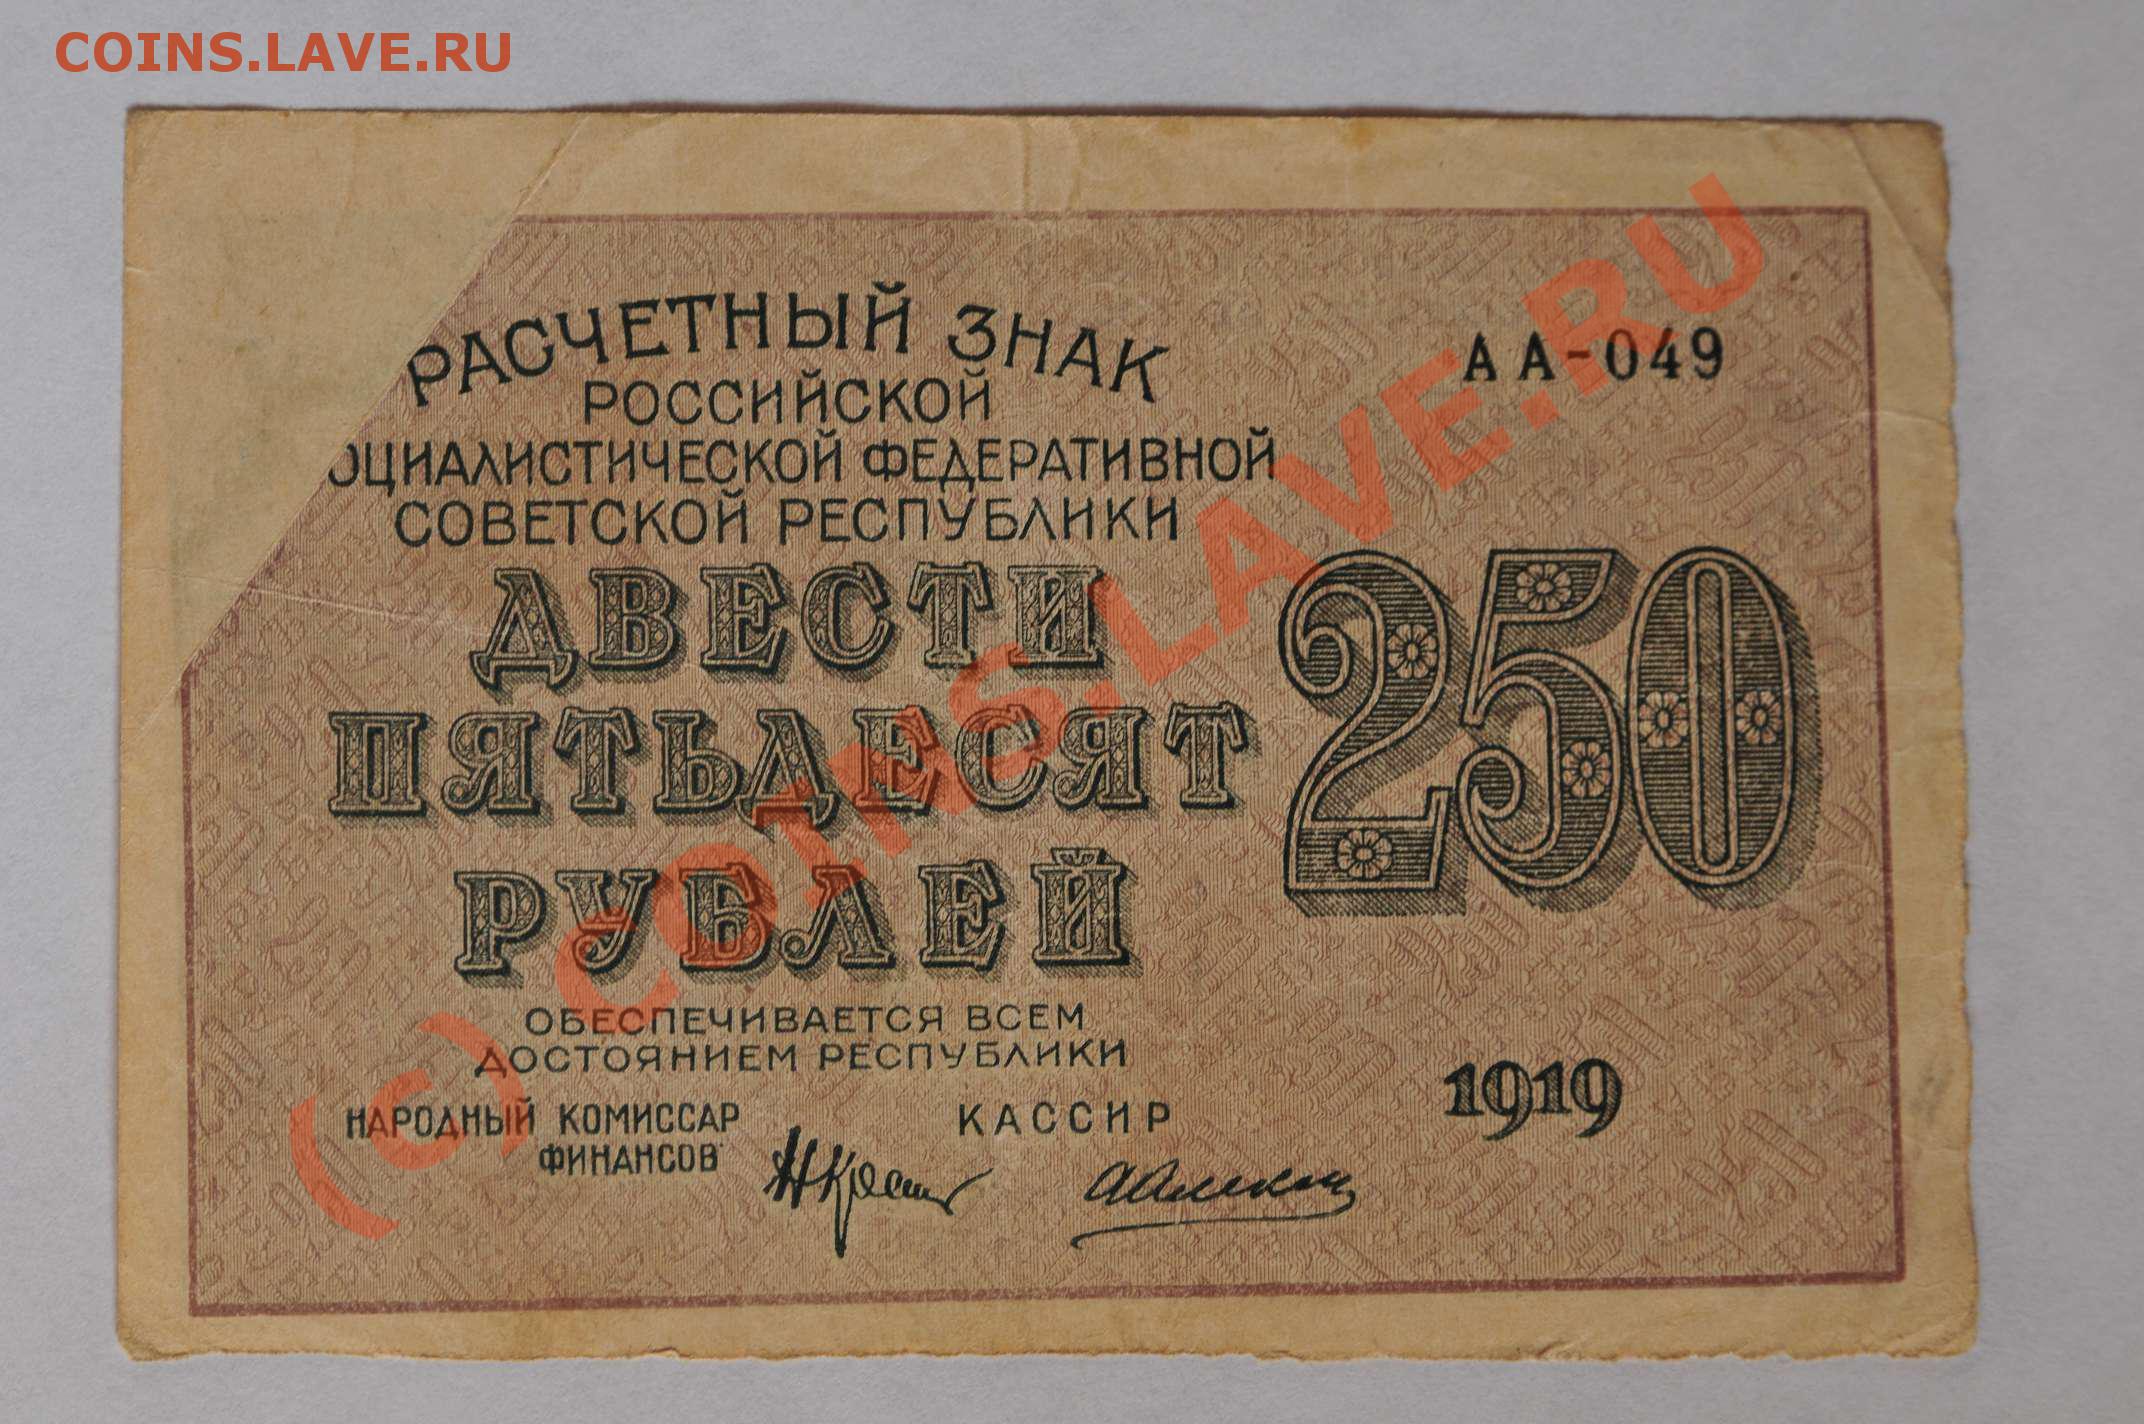 COINS.LAVE.RU
РАСЧЕТНЫЙ ЗНАК
РОССИЙСКОЙ
ОЦИАЛИСТИЧЕСКОЙ ФЕДЕРАТИВНОЙ
СОВЕТСКОЙ РЕСПУБЛИКИ
АА-049
ДВЕСТИ
ПЯТЬДЕСЯТ
РУБЛЕЙ
250
ОБЕСПЕЧИВАЕТСЯ ВСЕМ
ДОСТОЯНИЕМ РЕСПУБЛИКИ
НАРОДНЫЙ КОМИССАР
ФИНАНСОВ
КАССИР
1919
(c) COINS.LAVE.RU